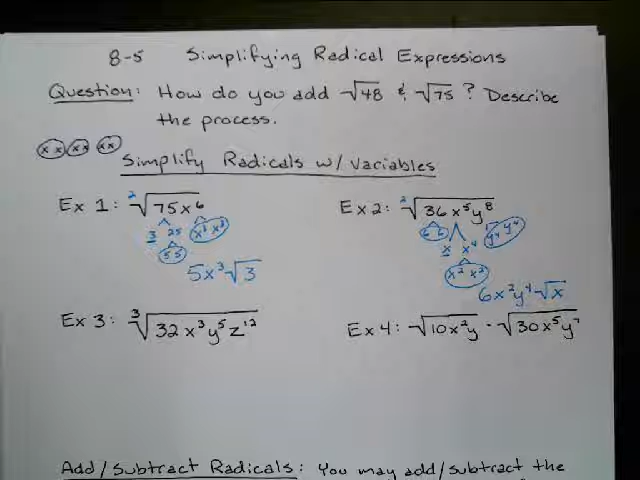 8-5 Simplifying Radical Expressions
Question: How do you add √48 & √75 ? Describe
the process.
xx xx xx
Simplify Radicals w/ Variables
Ex 1: ²√75x⁶
3 25 x³ x³
5 5
5x³√3
Ex 2: ²√36x⁵y⁸
6 6 x x⁴ y⁴ y⁴
x² x²
6x²y⁴√x
Ex 3: ³√32x³y⁵z¹²
Ex 4: √10x²y · √30x⁵y⁷
Add/Subtract Radicals: You may add/subtract the